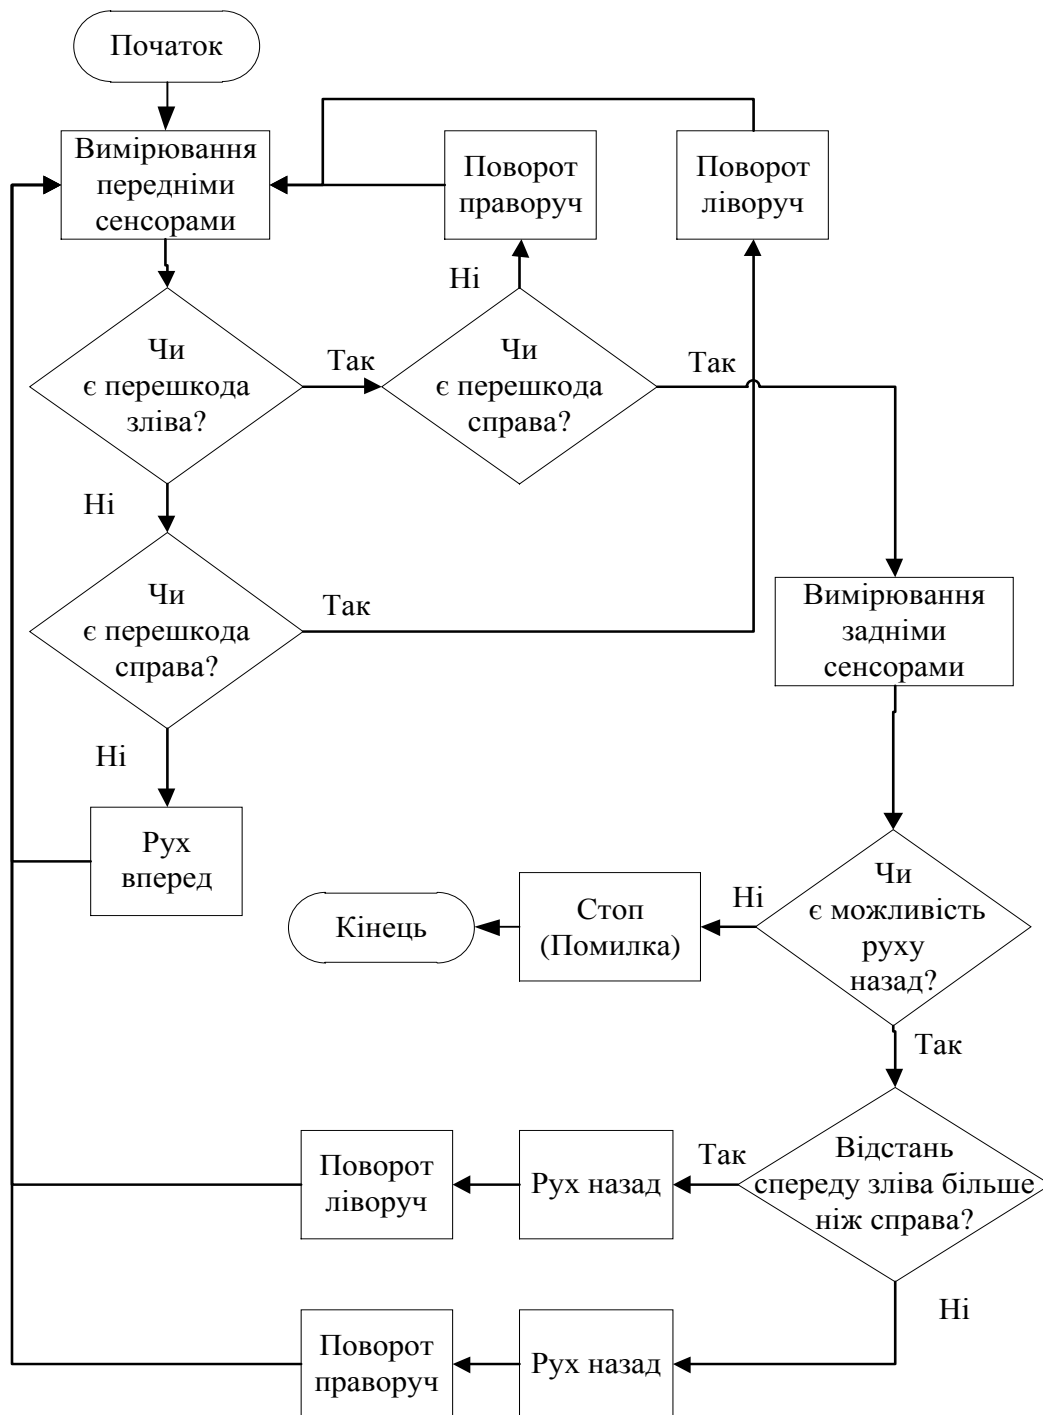 Початок
Вимірювання
передніми
сенсорами
Поворот
праворуч
Поворот
ліворуч
Ні
Чи
є перешкода
зліва?
Так
Чи
є перешкода
справа?
Так
Ні
Чи
є перешкода
справа?
Так
Вимірювання
задніми
сенсорами
Ні
Рух
вперед
Чи
є можливість
руху
назад?
Ні
Стоп
(Помилка)
Кінець
Так
Відстань
спереду зліва більше
ніж справа?
Так
Рух назад
Поворот
ліворуч
Ні
Рух назад
Поворот
праворуч